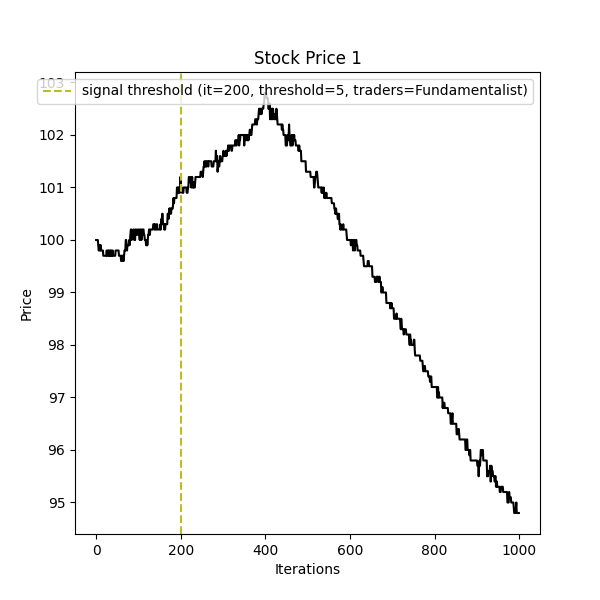 Stock Price 1
signal threshold (it=200, threshold=5, traders=Fundamentalist)
103
102
101
100
99
98
97
96
95
Price
0 200 400 600 800 1000
Iterations